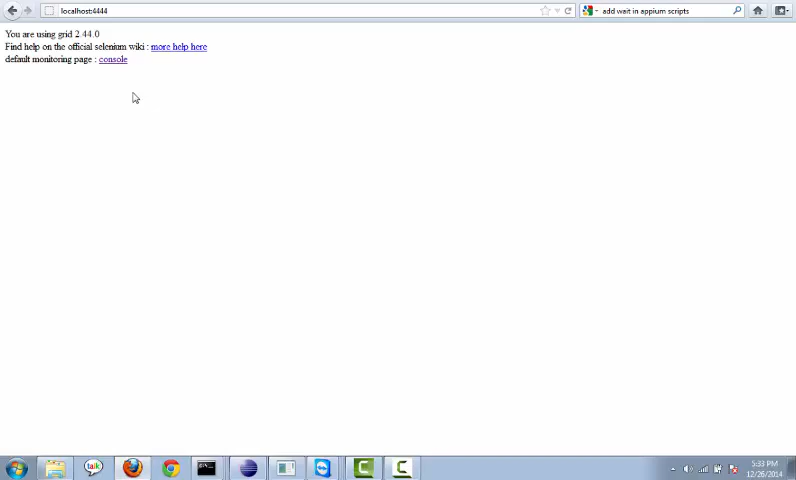 localhost:4444
add wait in appium scripts
You are using grid 2.44.0
Find help on the official selenium wiki : more help here
default monitoring page : console
talk
5:33 PM
12/26/2014